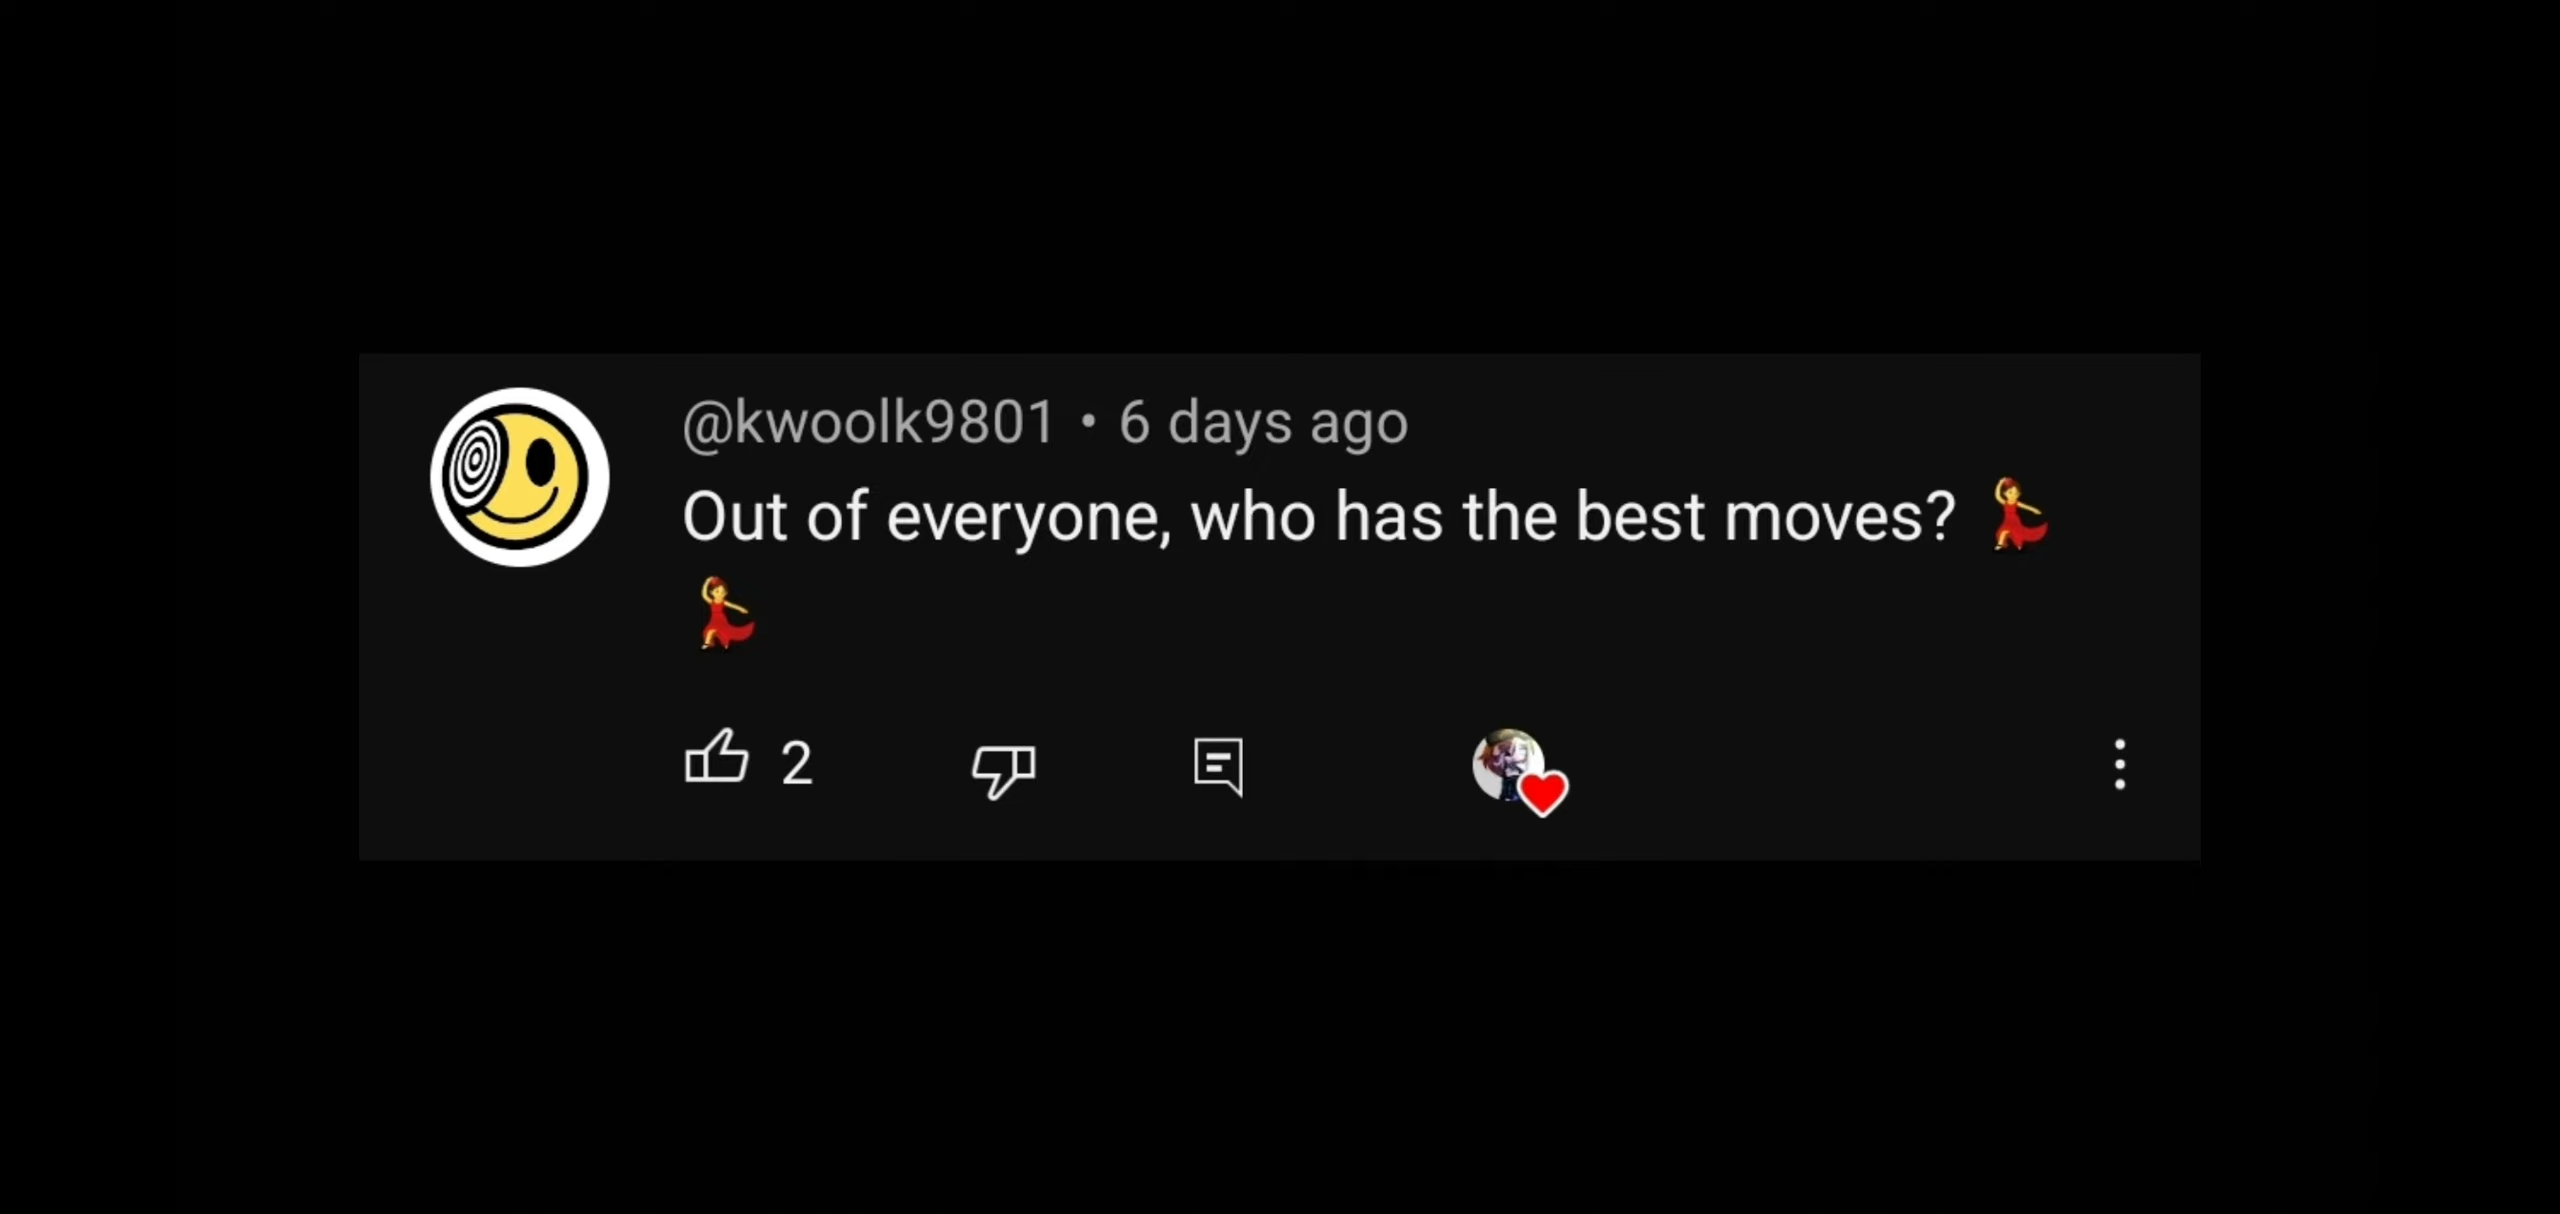 @kwoolk9801 • 6 days ago
Out of everyone, who has the best moves? 💃
💃
2